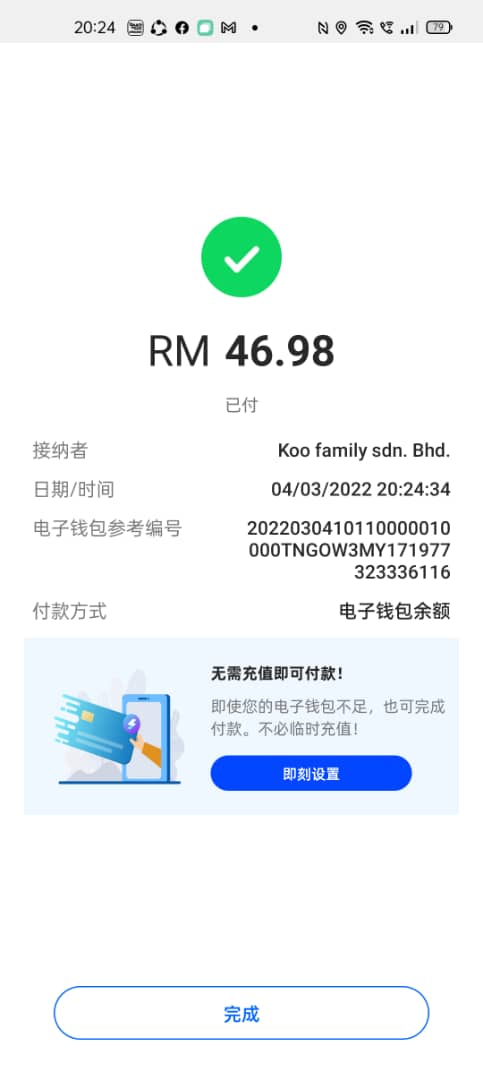 20:24
79
RM 46.98
已付
接纳者 Koo family sdn. Bhd.
日期/时间 04/03/2022 20:24:34
电子钱包参考编号 2022030410110000010
000TNGOW3MY171977
323336116
付款方式 电子钱包余额
无需充值即可付款!
即使您的电子钱包不足，也可完成
付款。不必临时充值!
即刻设置
完成